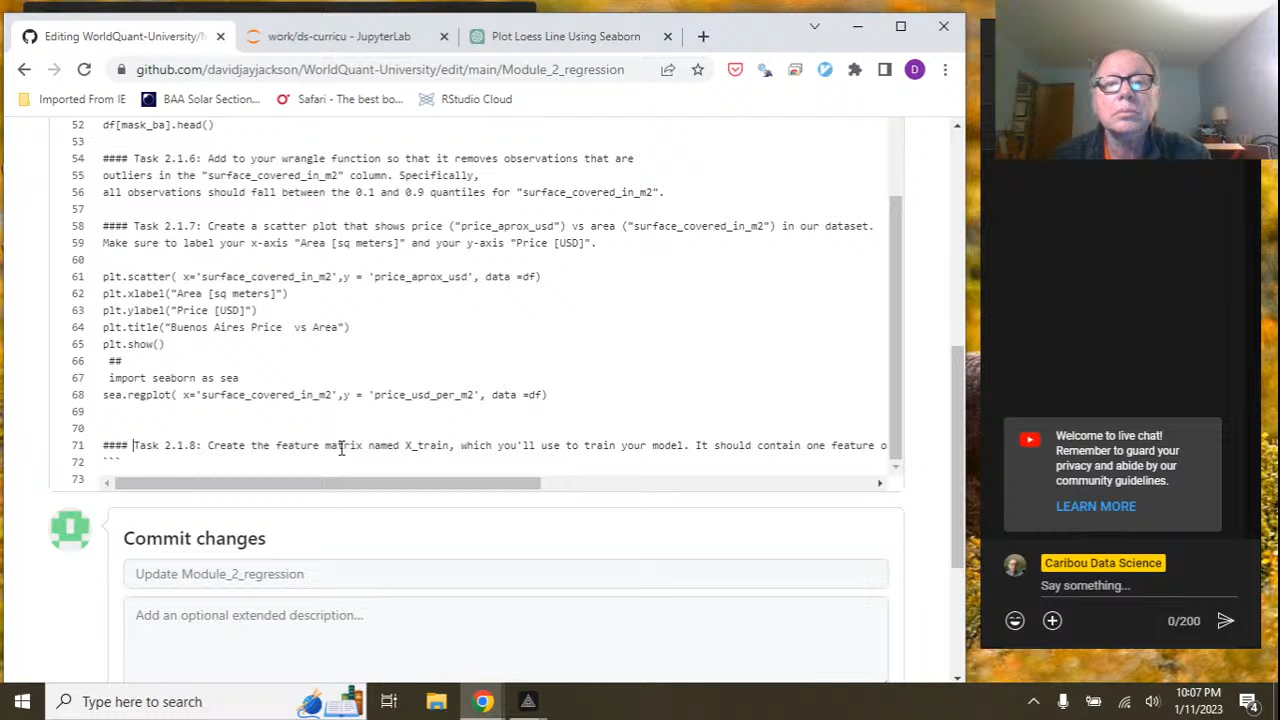 Editing WorldQuant-University/M
work/ds-curricu - JupyterLab
Plot Loess Line Using Seaborn
github.com/davidjayjackson/WorldQuant-University/edit/main/Module_2_regression
D
Imported From IE
BAA Solar Section...
Safari - The best bo...
RStudio Cloud
52 df[mask_ba].head()
53
54 #### Task 2.1.6: Add to your wrangle function so that it removes observations that are
55 outliers in the "surface_covered_in_m2" column. Specifically,
56 all observations should fall between the 0.1 and 0.9 quantiles for "surface_covered_in_m2".
57
58 #### Task 2.1.7: Create a scatter plot that shows price ("price_aprox_usd") vs area ("surface_covered_in_m2") in our dataset.
59 Make sure to label your x-axis "Area [sq meters]" and your y-axis "Price [USD]".
60
61 plt.scatter( x='surface_covered_in_m2',y = 'price_aprox_usd', data =df)
62 plt.xlabel("Area [sq meters]")
63 plt.ylabel("Price [USD]")
64 plt.title("Buenos Aires Price  vs Area")
65 plt.show()
66 ##
67 import seaborn as sea
68 sea.regplot( x='surface_covered_in_m2',y = 'price_usd_per_m2', data =df)
69
70
71 #### Task 2.1.8: Create the feature matrix named X_train, which you'll use to train your model. It should contain one feature o
72 ```
73
Commit changes
Update Module_2_regression
Add an optional extended description...
Welcome to live chat!
Remember to guard your
privacy and abide by our
community guidelines.
LEARN MORE
Caribou Data Science
Say something...
0/200
Type here to search
10:07 PM
1/11/2023
4